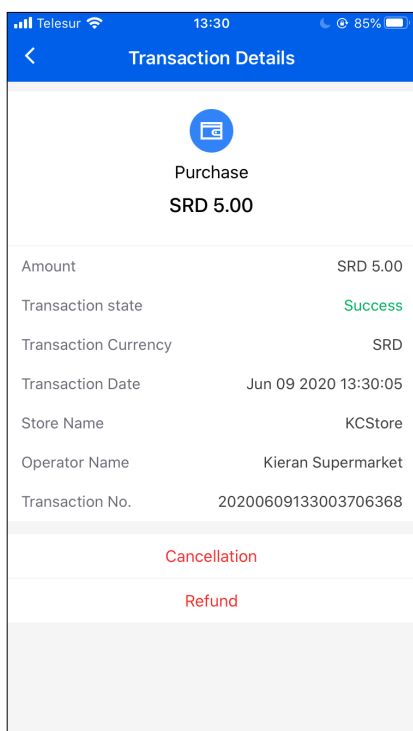 Telesur 13:30 85%
Transaction Details
Purchase
SRD 5.00
Amount SRD 5.00
Transaction state Success
Transaction Currency SRD
Transaction Date Jun 09 2020 13:30:05
Store Name KCStore
Operator Name Kieran Supermarket
Transaction No. 20200609133003706368
Cancellation
Refund